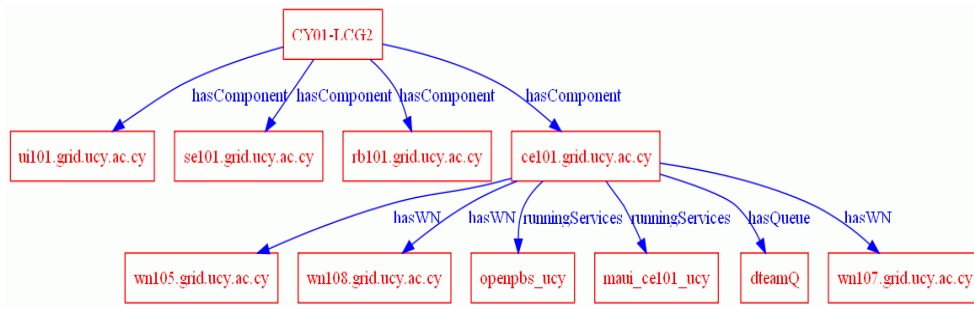 CY01-LCG2
hasComponent hasComponent hasComponent hasComponent
ui101.grid.ucy.ac.cy se101.grid.ucy.ac.cy rb101.grid.ucy.ac.cy ce101.grid.ucy.ac.cy
hasWN hasWN runningServices runningServices hasQueue hasWN
wn105.grid.ucy.ac.cy wn108.grid.ucy.ac.cy openpbs_ucy maui_ce101_ucy dteamQ wn107.grid.ucy.ac.cy